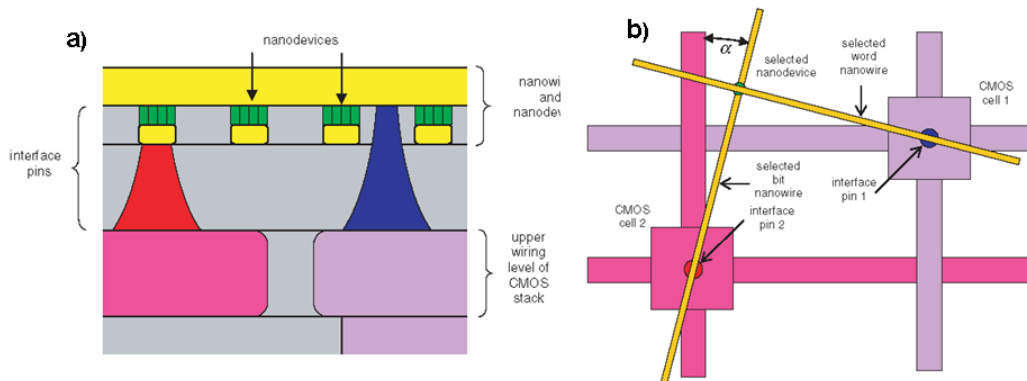 a)
nanodevices
nanowi
and
nanodev
interface
pins
upper
wiring
level of
CMOS
stack
b)
α
selected
word
nanowire
CMOS
cell 1
selected
nanodevice
selected
bit
nanowire
interface
pin 1
CMOS
cell 2
interface
pin 2